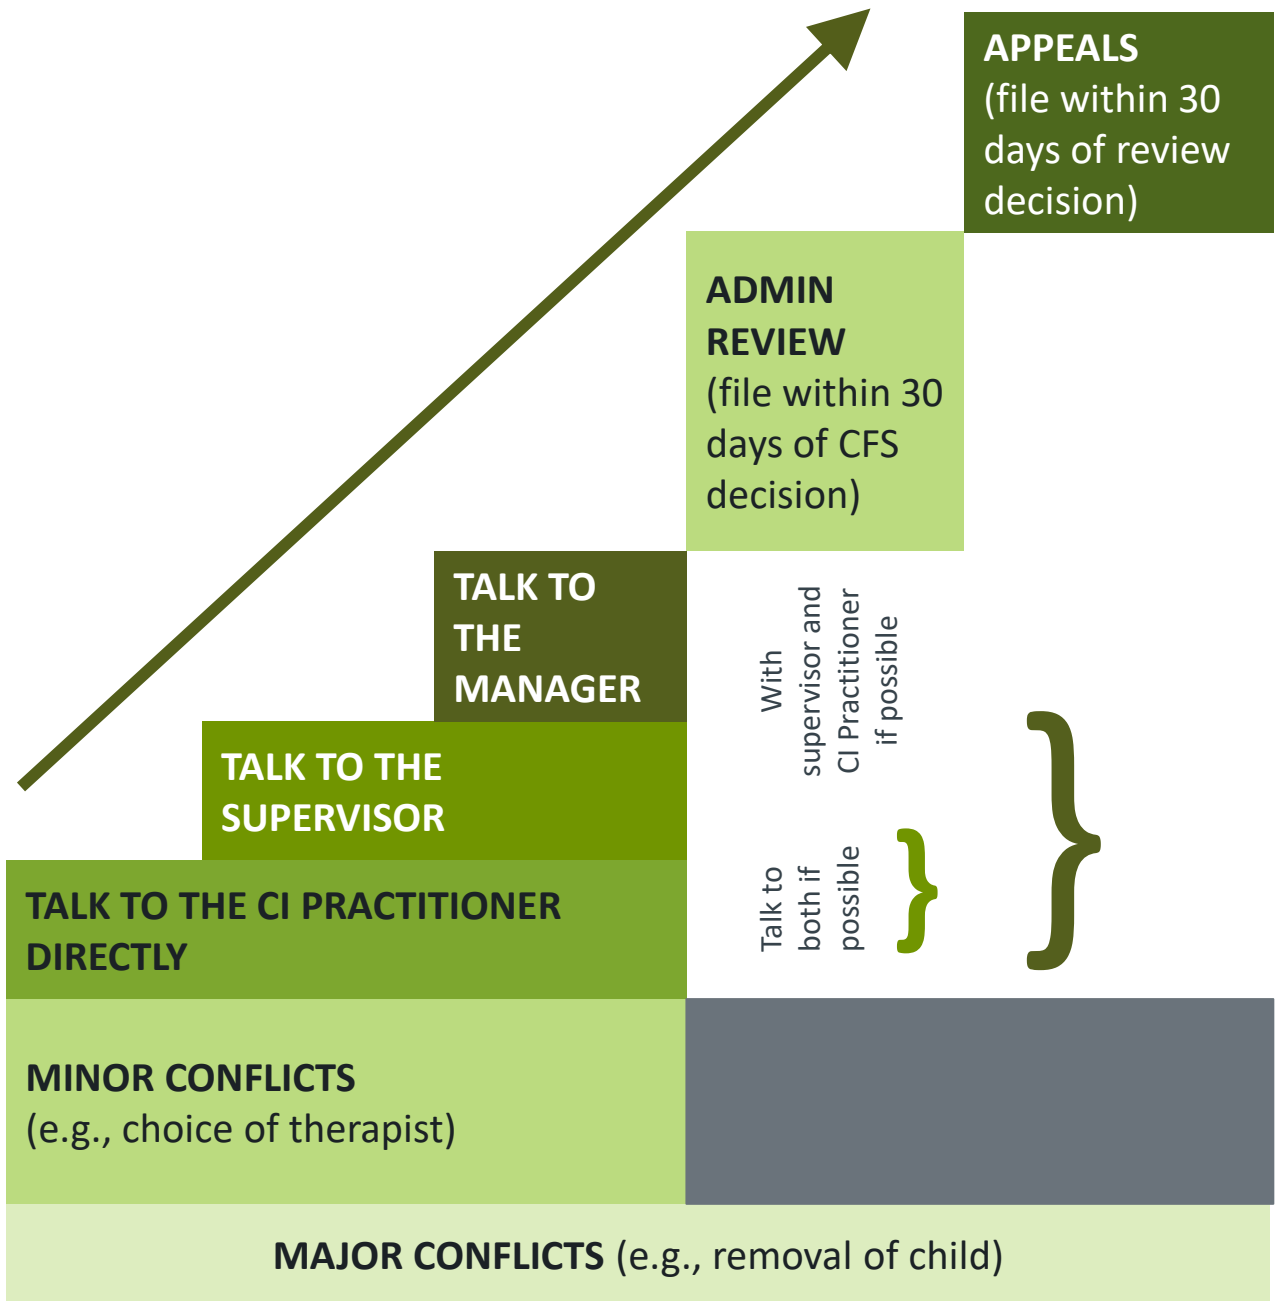 APPEALS
(file within 30
days of review
decision)
ADMIN
REVIEW
(file within 30
days of CFS
decision)
TALK TO
THE
MANAGER
With
supervisor and
CI Practitioner
if possible
TALK TO THE
SUPERVISOR
TALK TO THE CI PRACTITIONER
DIRECTLY
Talk to
both if
possible
MINOR CONFLICTS
(e.g., choice of therapist)
MAJOR CONFLICTS (e.g., removal of child)